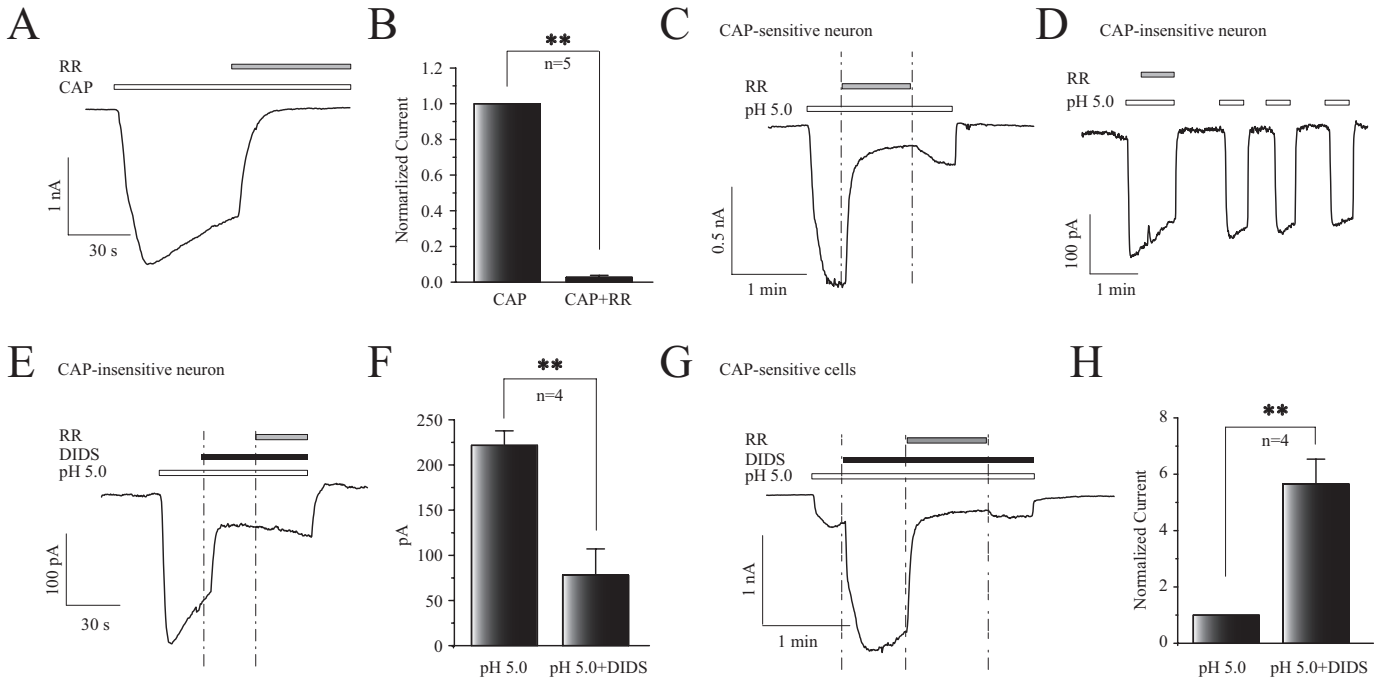 A
RR
CAP
1 nA
30 s
B
**
n=5
1.2
1.0
0.8
0.6
0.4
0.2
0.0
Normarlized Current
CAP
CAP+RR
C
CAP-sensitive neuron
RR
pH 5.0
0.5 nA
1 min
D
CAP-insensitive neuron
RR
pH 5.0
100 pA
1 min
E
CAP-insensitive neuron
RR
DIDS
pH 5.0
100 pA
30 s
F
**
n=4
250
225
200
150
100
75
50
0
pA
pH 5.0
pH 5.0+DIDS
G
CAP-sensitive cells
RR
DIDS
pH 5.0
1 nA
1 min
H
**
n=4
8
6
4
2
0
Normalized Current
pH 5.0
pH 5.0+DIDS